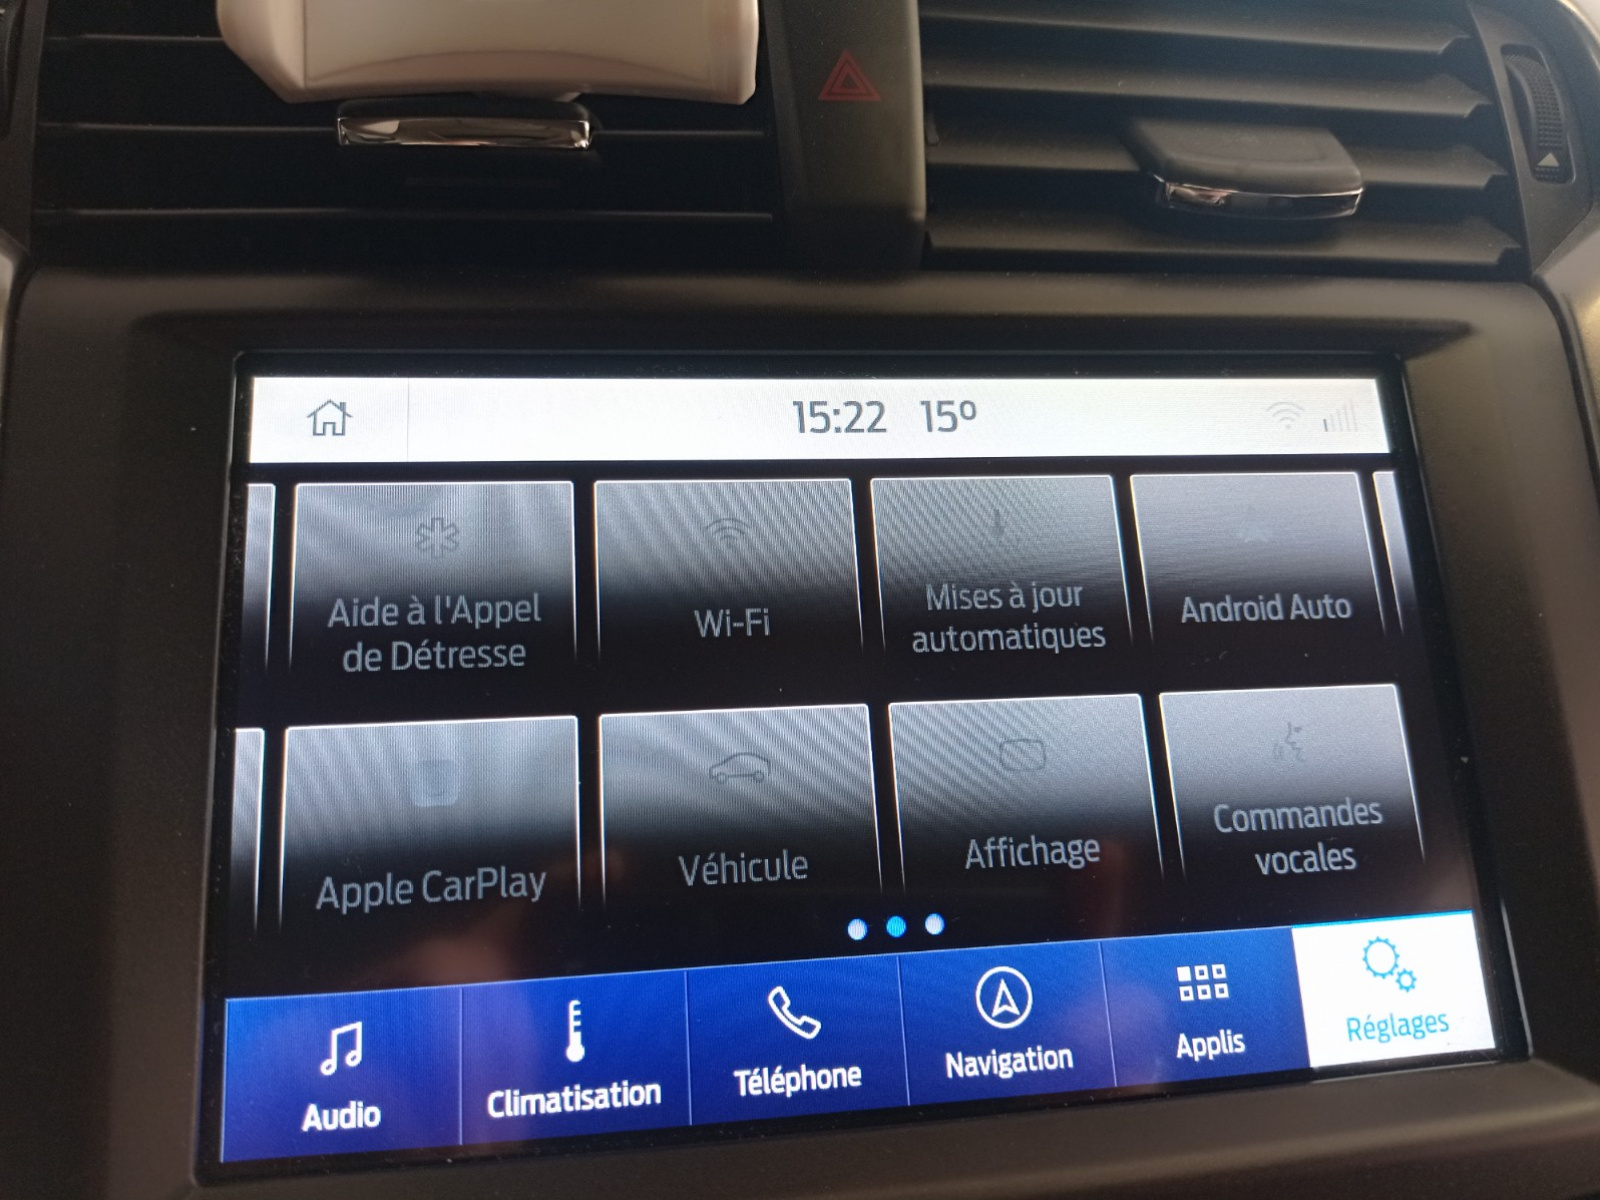 15:22 15º
Aide à l'Appel
de Détresse
Wi-Fi
Mises à jour
automatiques
Android Auto
Apple CarPlay
Véhicule
Affichage
Commandes
vocales
Audio
Climatisation
Téléphone
Navigation
Applis
Réglages